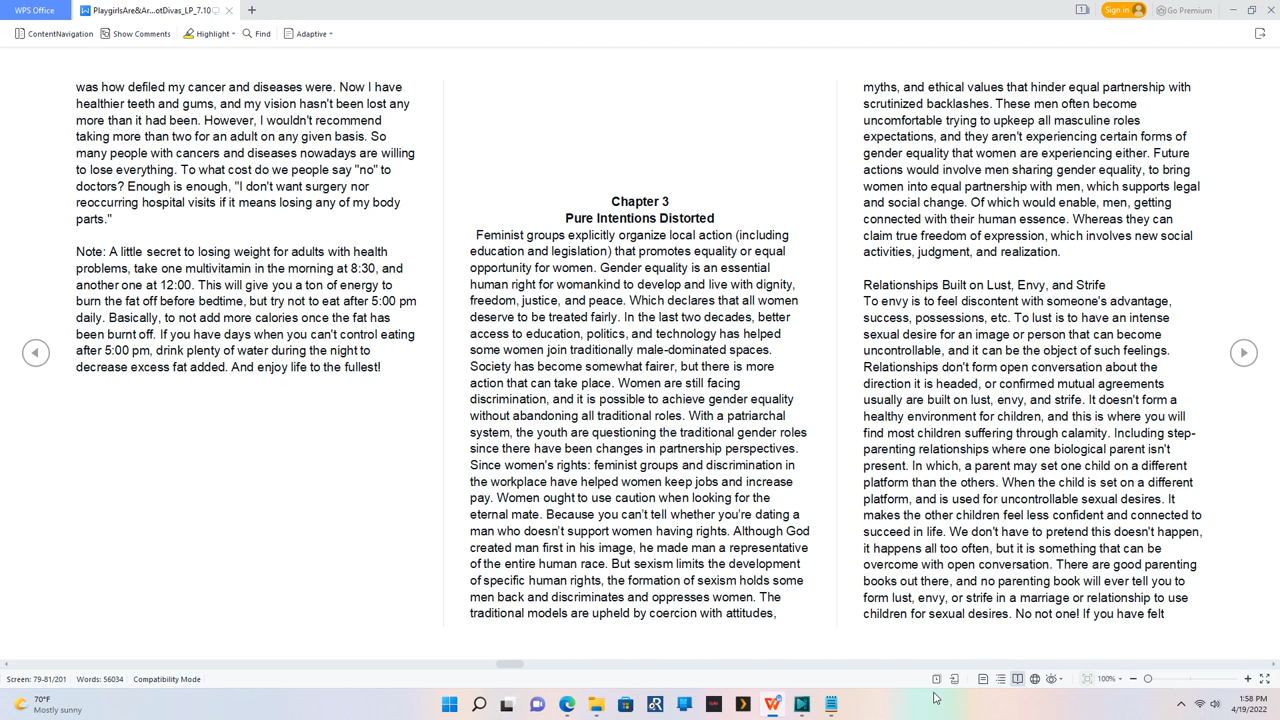 WPS Office
PlaygirlsAre&Ar...otDivas_LP_7.10
Sign in
Go Premium
ContentNavigation
Show Comments
Highlight
Find
Adaptive
was how defiled my cancer and diseases were. Now I have
healthier teeth and gums, and my vision hasn't been lost any
more than it had been. However, I wouldn't recommend
taking more than two for an adult on any given basis. So
many people with cancers and diseases nowadays are willing
to lose everything. To what cost do we people say "no" to
doctors? Enough is enough, "I don't want surgery nor
reoccurring hospital visits if it means losing any of my body
parts."
Note: A little secret to losing weight for adults with health
problems, take one multivitamin in the morning at 8:30, and
another one at 12:00. This will give you a ton of energy to
burn the fat off before bedtime, but try not to eat after 5:00 pm
daily. Basically, to not add more calories once the fat has
been burnt off. If you have days when you can't control eating
after 5:00 pm, drink plenty of water during the night to
decrease excess fat added. And enjoy life to the fullest!
Chapter 3
Pure Intentions Distorted
Feminist groups explicitly organize local action (including
education and legislation) that promotes equality or equal
opportunity for women. Gender equality is an essential
human right for womankind to develop and live with dignity,
freedom, justice, and peace. Which declares that all women
deserve to be treated fairly. In the last two decades, better
access to education, politics, and technology has helped
some women join traditionally male-dominated spaces.
Society has become somewhat fairer, but there is more
action that can take place. Women are still facing
discrimination, and it is possible to achieve gender equality
without abandoning all traditional roles. With a patriarchal
system, the youth are questioning the traditional gender roles
since there have been changes in partnership perspectives.
Since women's rights: feminist groups and discrimination in
the workplace have helped women keep jobs and increase
pay. Women ought to use caution when looking for the
eternal mate. Because you can't tell whether you're dating a
man who doesn't support women having rights. Although God
created man first in his image, he made man a representative
of the entire human race. But sexism limits the development
of specific human rights, the formation of sexism holds some
men back and discriminates and oppresses women. The
traditional models are upheld by coercion with attitudes,
myths, and ethical values that hinder equal partnership with
scrutinized backlashes. These men often become
uncomfortable trying to upkeep all masculine roles
expectations, and they aren't experiencing certain forms of
gender equality that women are experiencing either. Future
actions would involve men sharing gender equality, to bring
women into equal partnership with men, which supports legal
and social change. Of which would enable, men, getting
connected with their human essence. Whereas they can
claim true freedom of expression, which involves new social
activities, judgment, and realization.
Relationships Built on Lust, Envy, and Strife
To envy is to feel discontent with someone's advantage,
success, possessions, etc. To lust is to have an intense
sexual desire for an image or person that can become
uncontrollable, and it can be the object of such feelings.
Relationships don't form open conversation about the
direction it is headed, or confirmed mutual agreements
usually are built on lust, envy, and strife. It doesn't form a
healthy environment for children, and this is where you will
find most children suffering through calamity. Including step-
parenting relationships where one biological parent isn't
present. In which, a parent may set one child on a different
platform than the others. When the child is set on a different
platform, and is used for uncontrollable sexual desires. It
makes the other children feel less confident and connected to
succeed in life. We don't have to pretend this doesn't happen,
it happens all too often, but it is something that can be
overcome with open conversation. There are good parenting
books out there, and no parenting book will ever tell you to
form lust, envy, or strife in a marriage or relationship to use
children for sexual desires. No not one! If you have felt
Screen: 79-81/201
Words: 56034
Compatibility Mode
100%
70°F
Mostly sunny
1:58 PM
4/19/2022